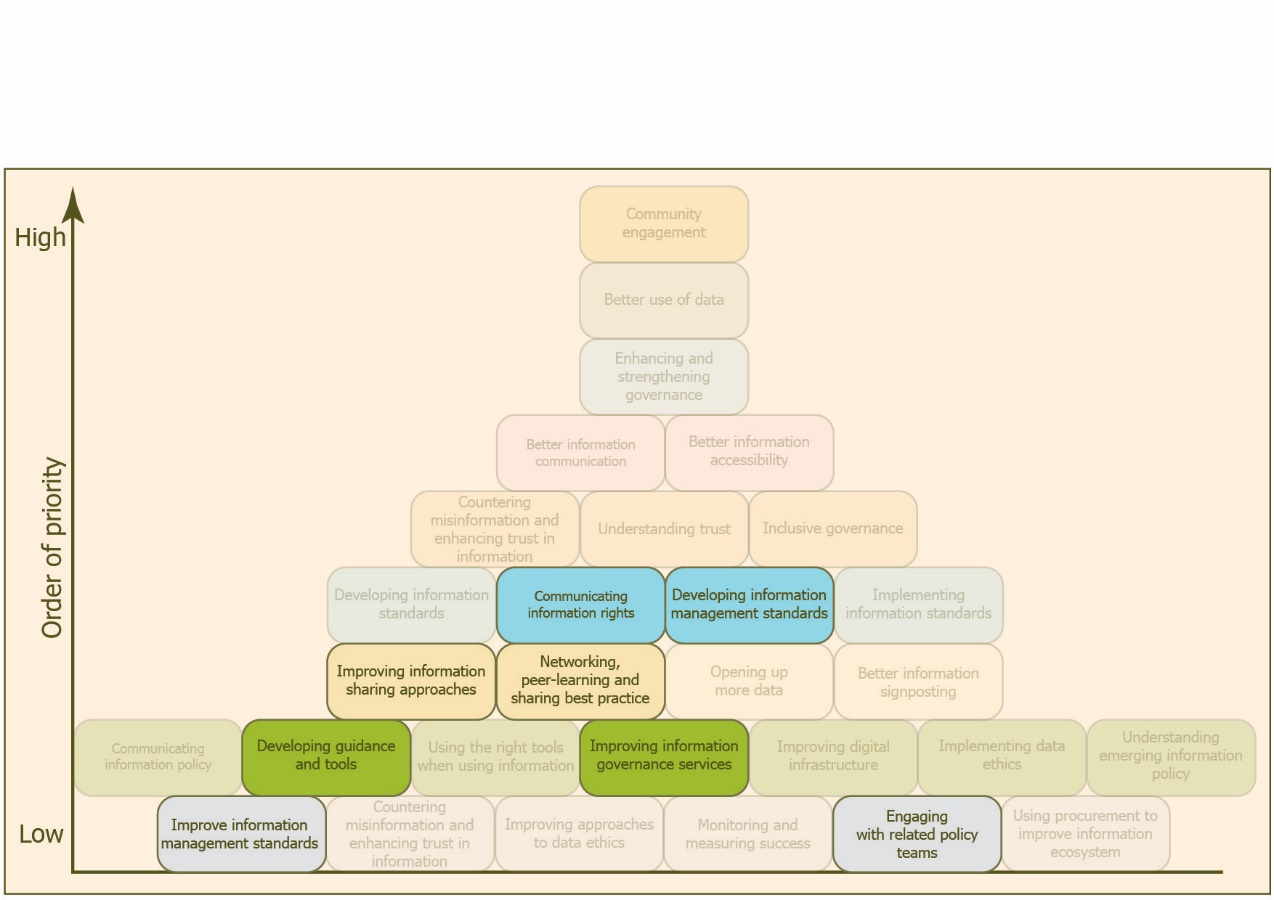 High
Order of priority
Low
Community
engagement
Better use of data
Enhancing and
strengthening
governance
Better information
communication
Better information
accessibility
Countering
misinformation and
enhancing trust in
information
Understanding trust
Inclusive governance
Developing information
standards
Communicating
information rights
Developing information
management standards
Implementing
information standards
Improving information
sharing approaches
Networking,
peer-learning and
sharing best practice
Opening up
more data
Better information
signposting
Communicating
information policy
Developing guidance
and tools
Using the right tools
when using information
Improving information
governance services
Improving digital
infrastructure
Implementing data
ethics
Understanding
emerging information
policy
Improve information
management standards
Countering
misinformation and
enhancing trust in
information
Improving approaches
to data ethics
Monitoring and
measuring success
Engaging
with related policy
teams
Using procurement to
improve information
ecosystem